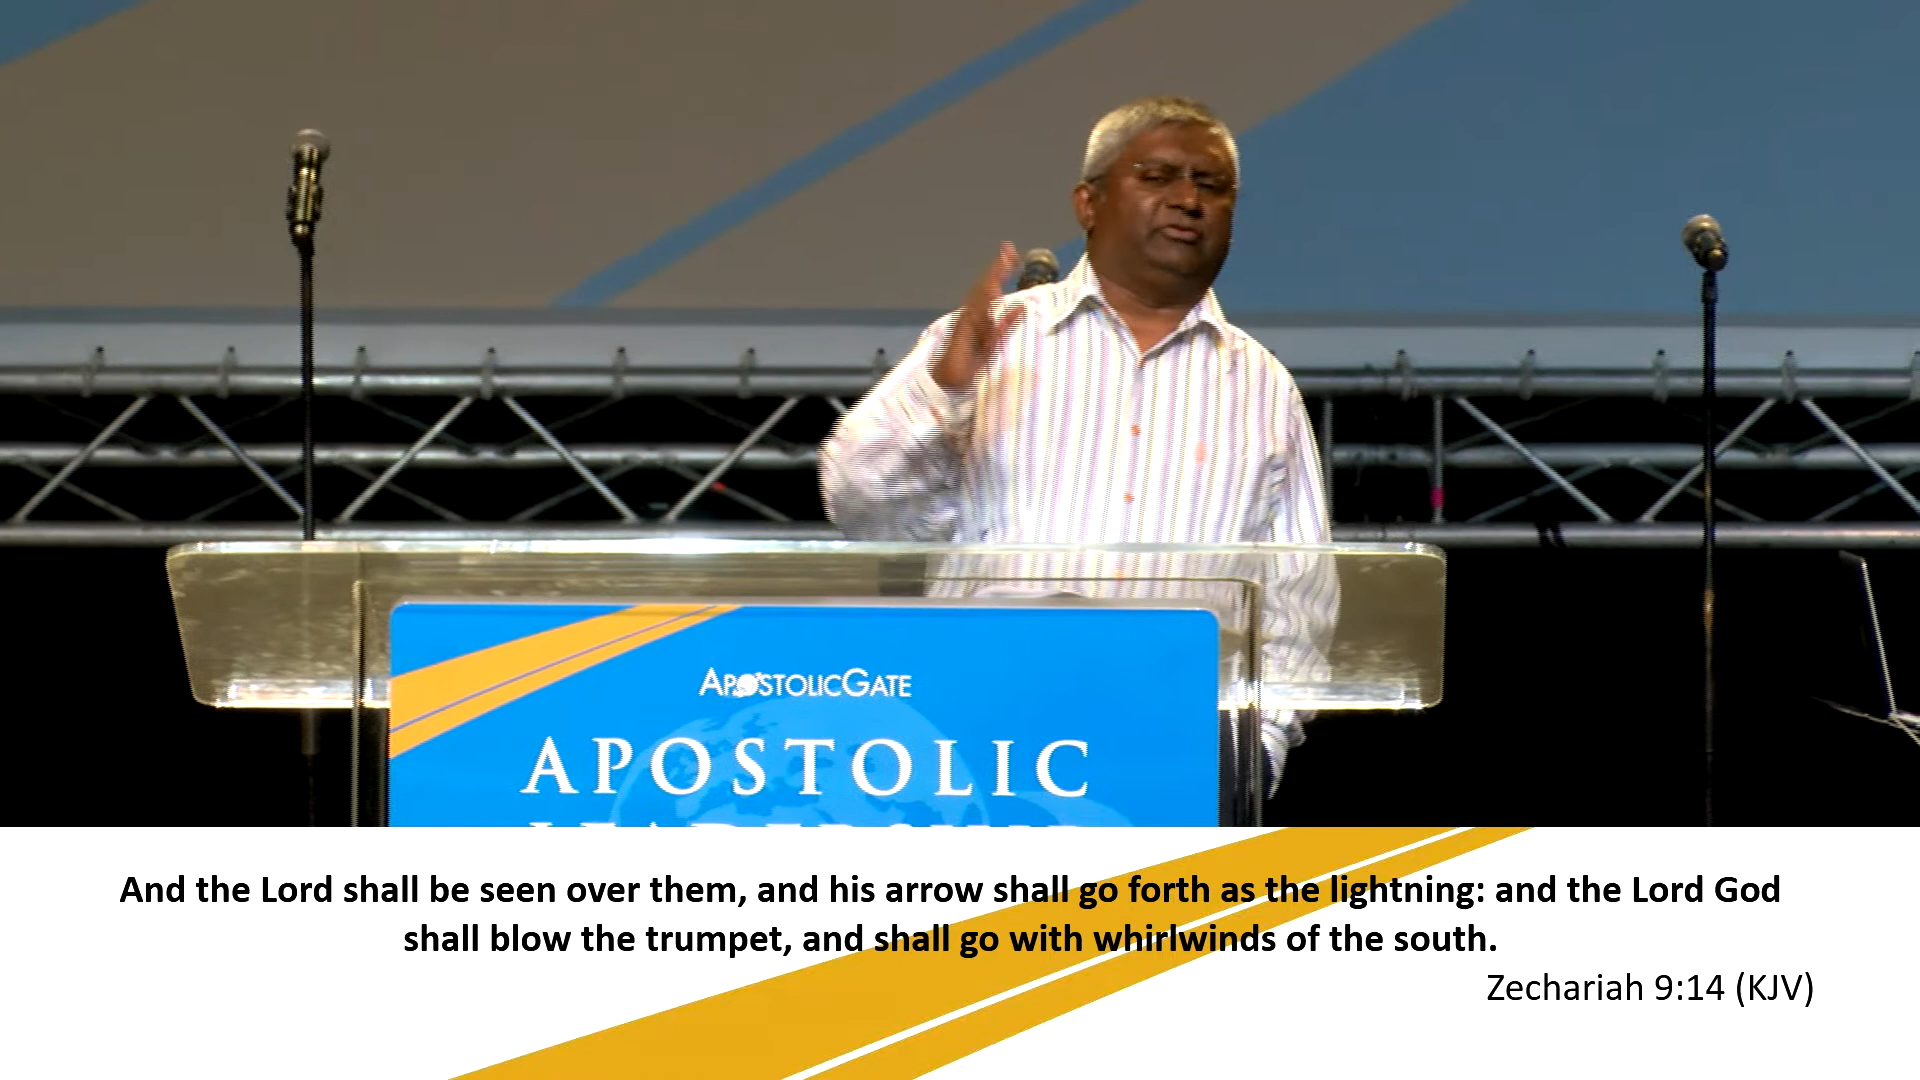 APOSTOLICGATE
APOSTOLIC
LEADERSHIP
And the Lord shall be seen over them, and his arrow shall go forth as the lightning: and the Lord God
shall blow the trumpet, and shall go with whirlwinds of the south.
Zechariah 9:14 (KJV)